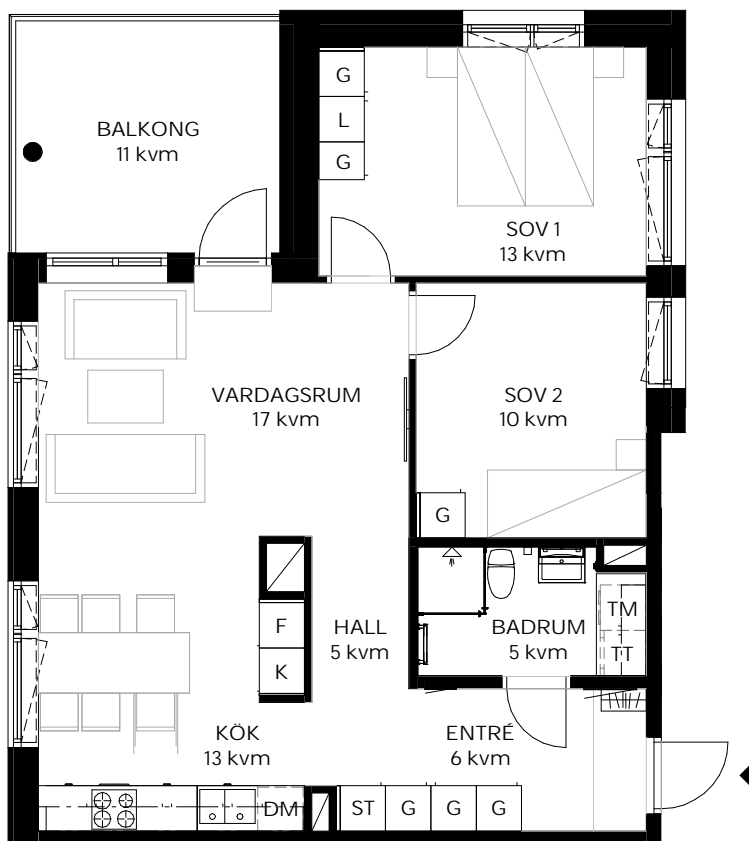 G
L
G
BALKONG
11 kvm
SOV 1
13 kvm
VARDAGSRUM
17 kvm
SOV 2
10 kvm
G
F
K
HALL
5 kvm
BADRUM
5 kvm
TM
TT
KÖK
13 kvm
ENTRÉ
6 kvm
DM
ST
G
G
G